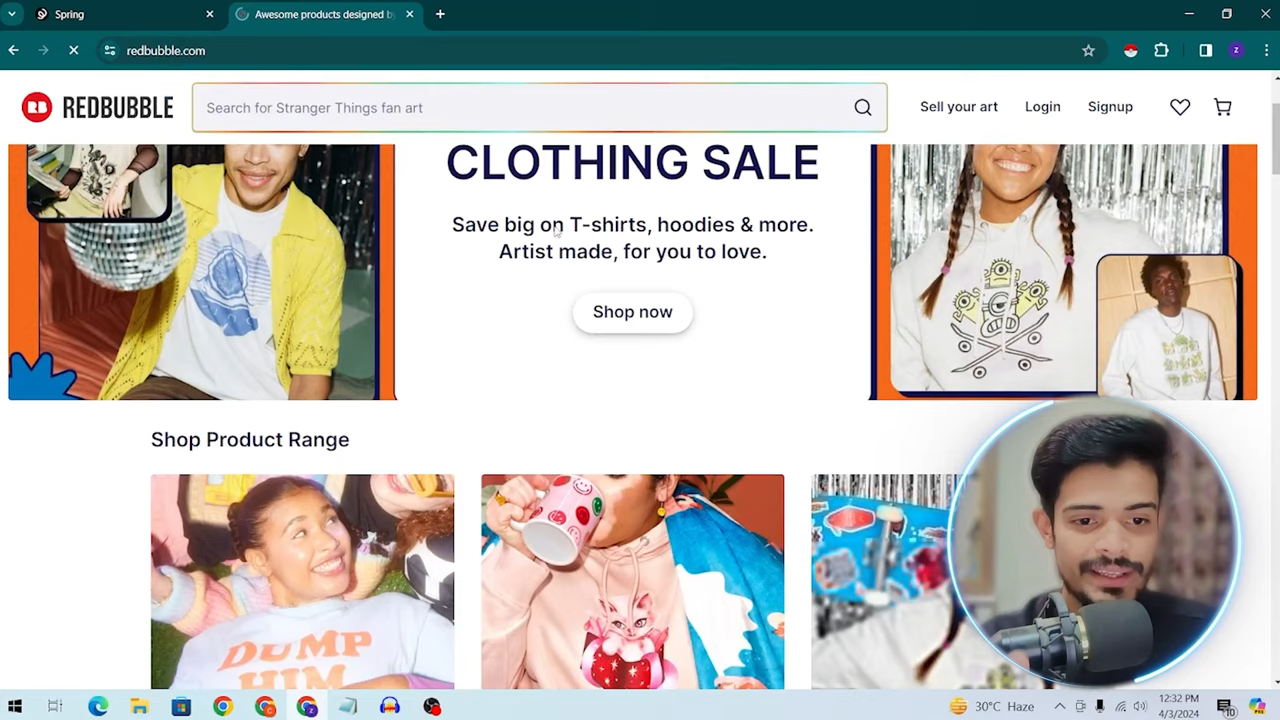 Spring
Awesome products designed by
redbubble.com
RB REDBUBBLE
Search for Stranger Things fan art
Sell your art
Login
Signup
CLOTHING SALE
Save big on T-shirts, hoodies & more.
Artist made, for you to love.
Shop now
Shop Product Range
DUMP
HIM
30°C Haze
12:32 PM
4/3/2024